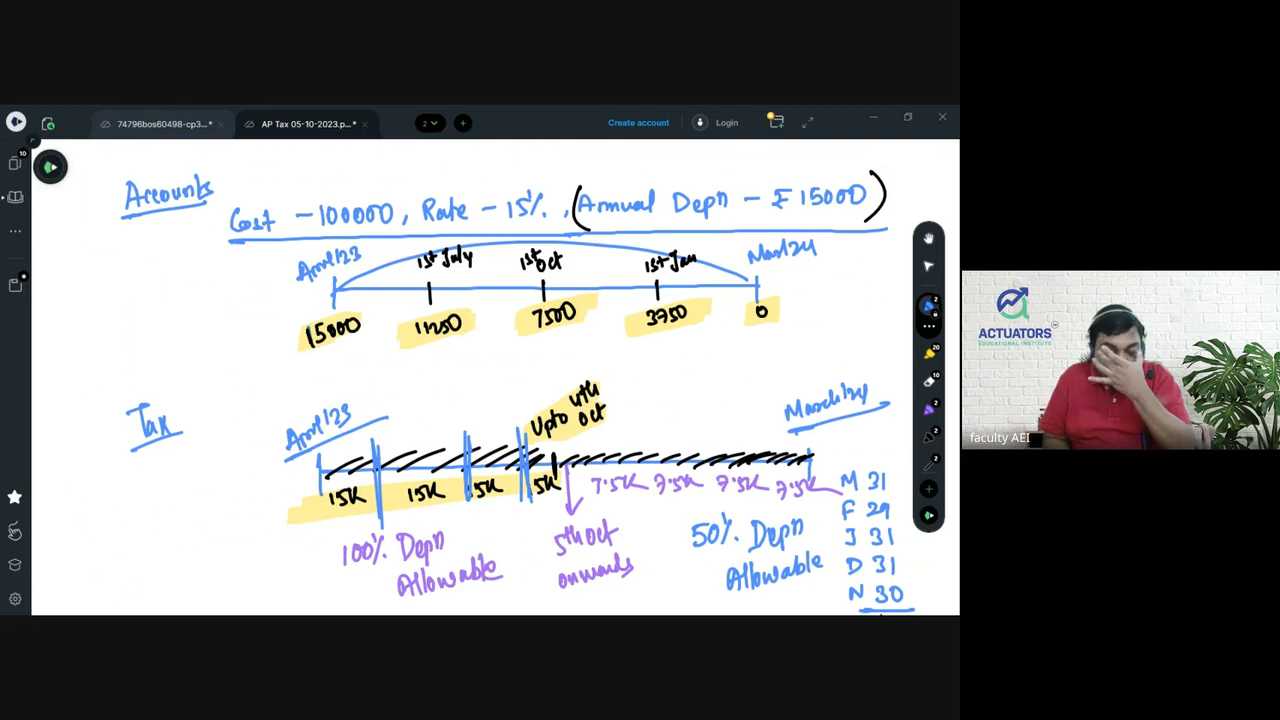 74796bos60498-cp3...*
AP Tax 05-10-2023.p...*
2
Create account
Login
Accounts
Cost - 100000, Rate - 15%, (Annual Depn - ₹ 15000)
April'23
1st July
1st Oct
1st Jan
Mar'24
15000
11250
7500
3750
0
Tax
April'23
Upto 4th Oct
March'24
15K 15K 15K 15K 7.5K 7.5K 7.5K 7.5K
100% Depn Allowable
5th Oct onwards
50% Depn Allowable
M 31
F 29
J 31
D 31
N 30
ACTUATORS
EDUCATIONAL INSTITUTE
faculty AEI